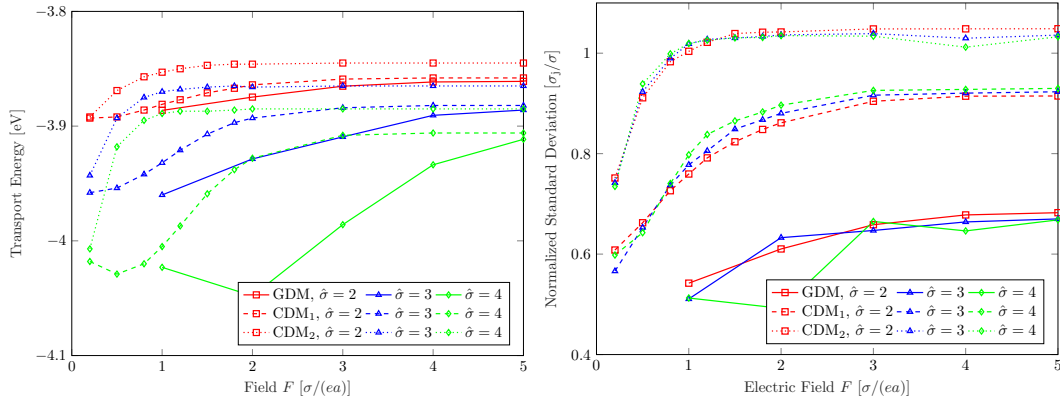 −3.8
−3.9
−4
−4.1
Transport Energy [eV]
0 1 2 3 4 5
Field F [σ/(ea)]
GDM, σ̂ = 2 σ̂ = 3 σ̂ = 4
CDM₁, σ̂ = 2 σ̂ = 3 σ̂ = 4
CDM₂, σ̂ = 2 σ̂ = 3 σ̂ = 4
1
0.8
0.6
0.4
Normalized Standard Deviation [σⱼ/σ]
0 1 2 3 4 5
Electric Field F [σ/(ea)]
GDM, σ̂ = 2 σ̂ = 3 σ̂ = 4
CDM₁, σ̂ = 2 σ̂ = 3 σ̂ = 4
CDM₂, σ̂ = 2 σ̂ = 3 σ̂ = 4